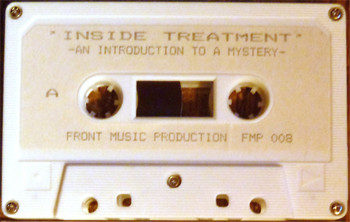 "INSIDE TREATMENT"
-AN INTRODUCTION TO A MYSTERY-
A
FRONT MUSIC PRODUCTION FMP 008